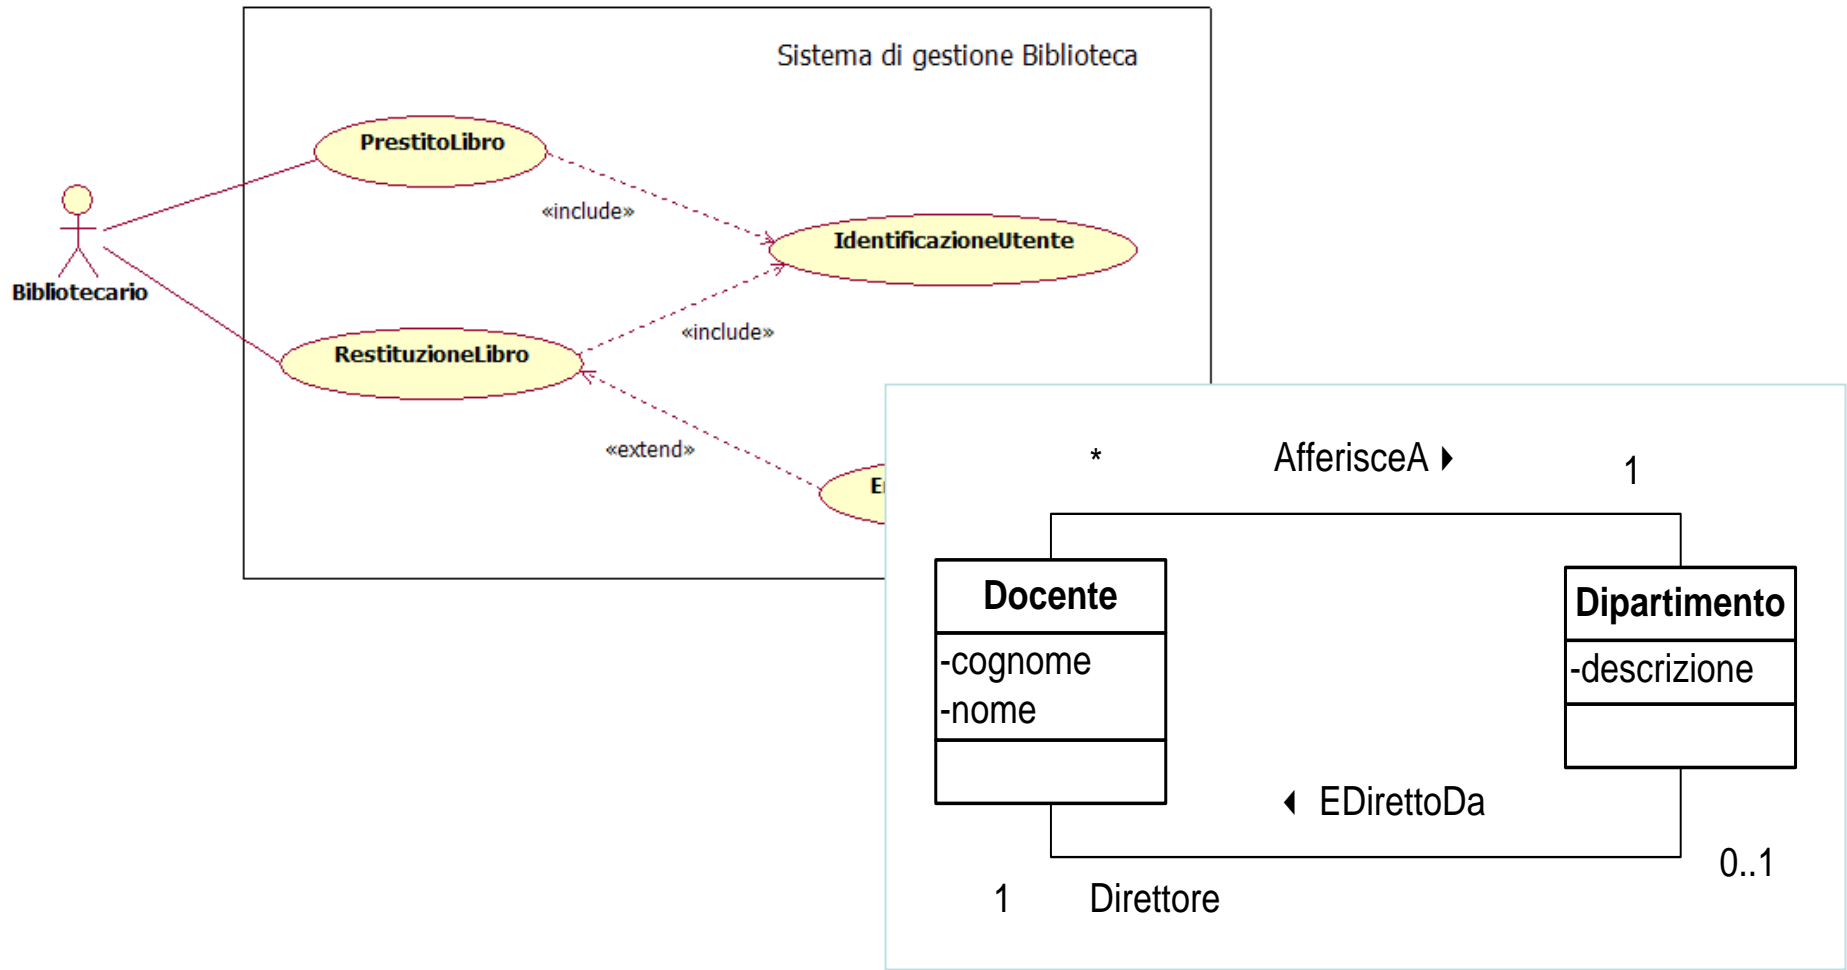 Sistema di gestione Biblioteca
PrestitoLibro
«include»
IdentificazioneUtente
Bibliotecario
«include»
RestituzioneLibro
«extend»
*
AfferisceA
1
Docente
-cognome
-nome
Dipartimento
-descrizione
EDirettoDa
0..1
1
Direttore